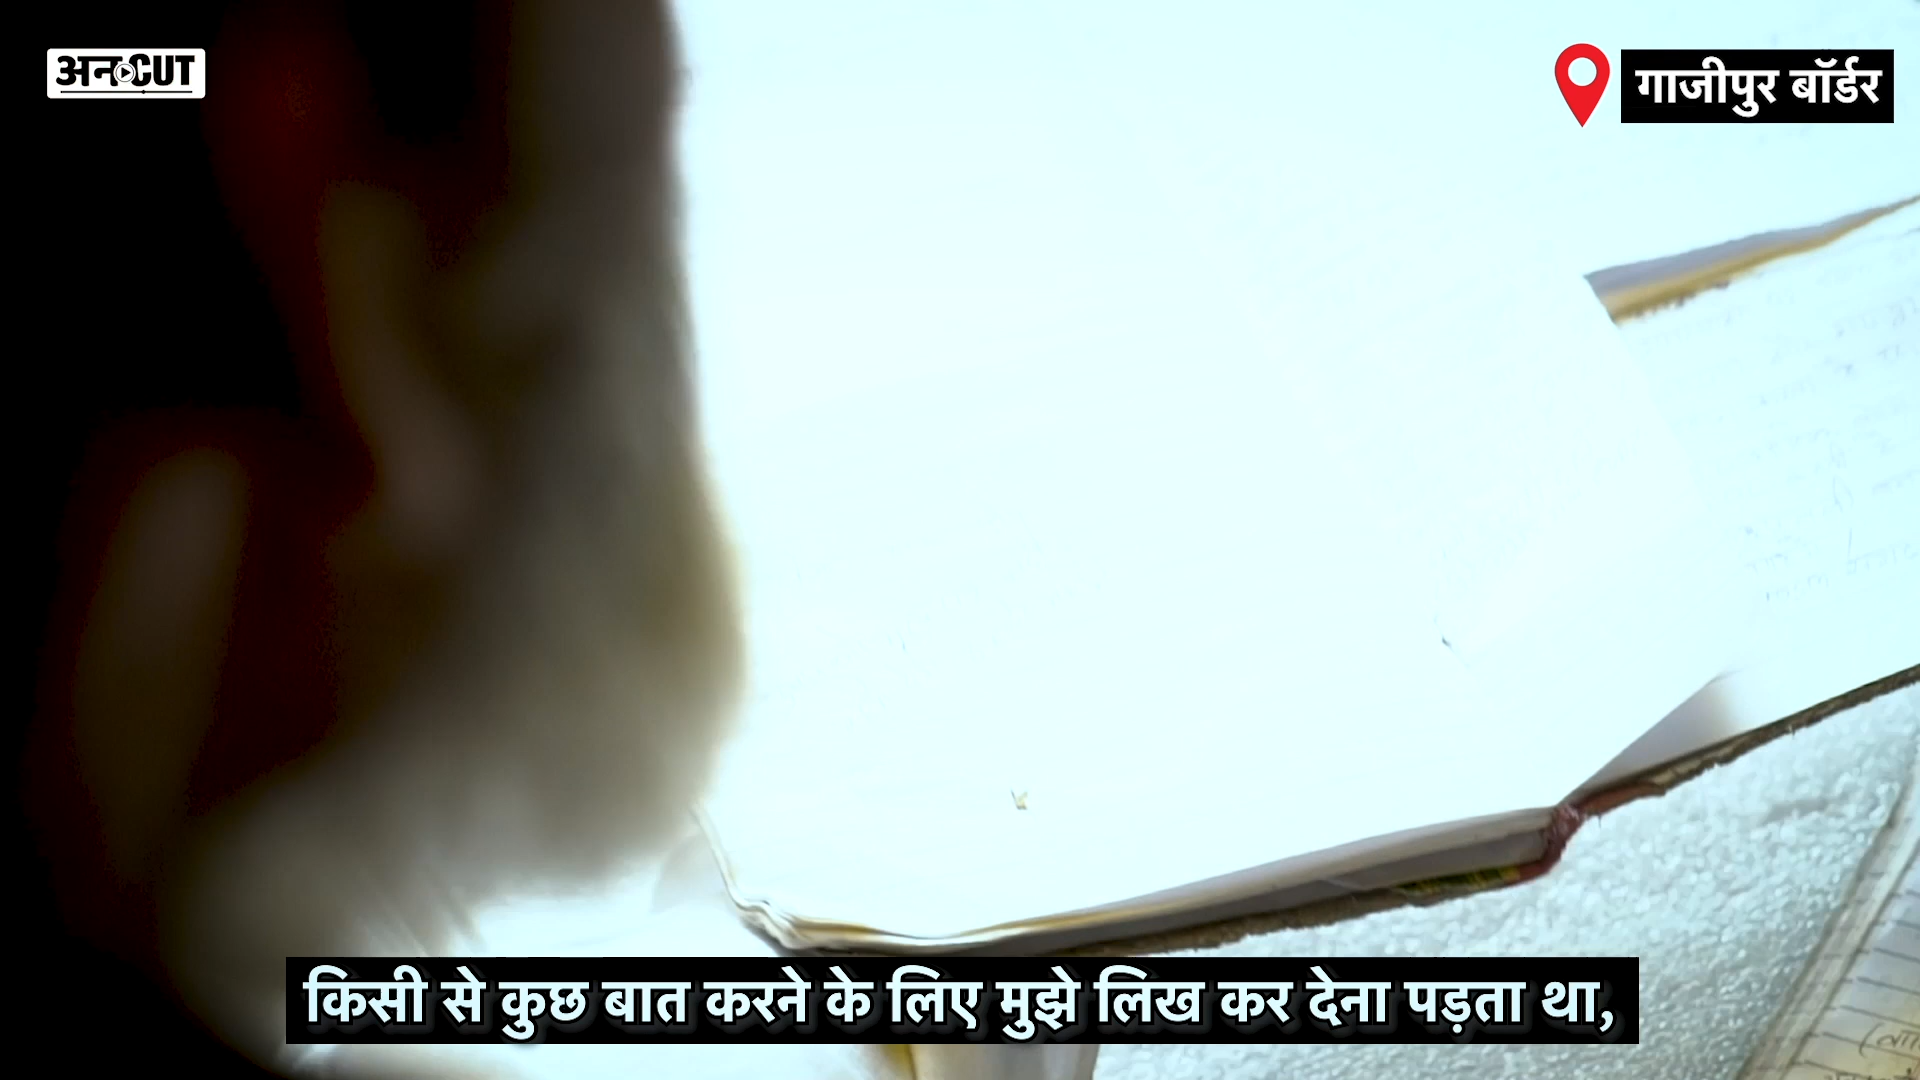 अनCUT
गाजीपुर बॉर्डर
किसी से कुछ बात करने के लिए मुझे लिख कर देना पड़ता था,